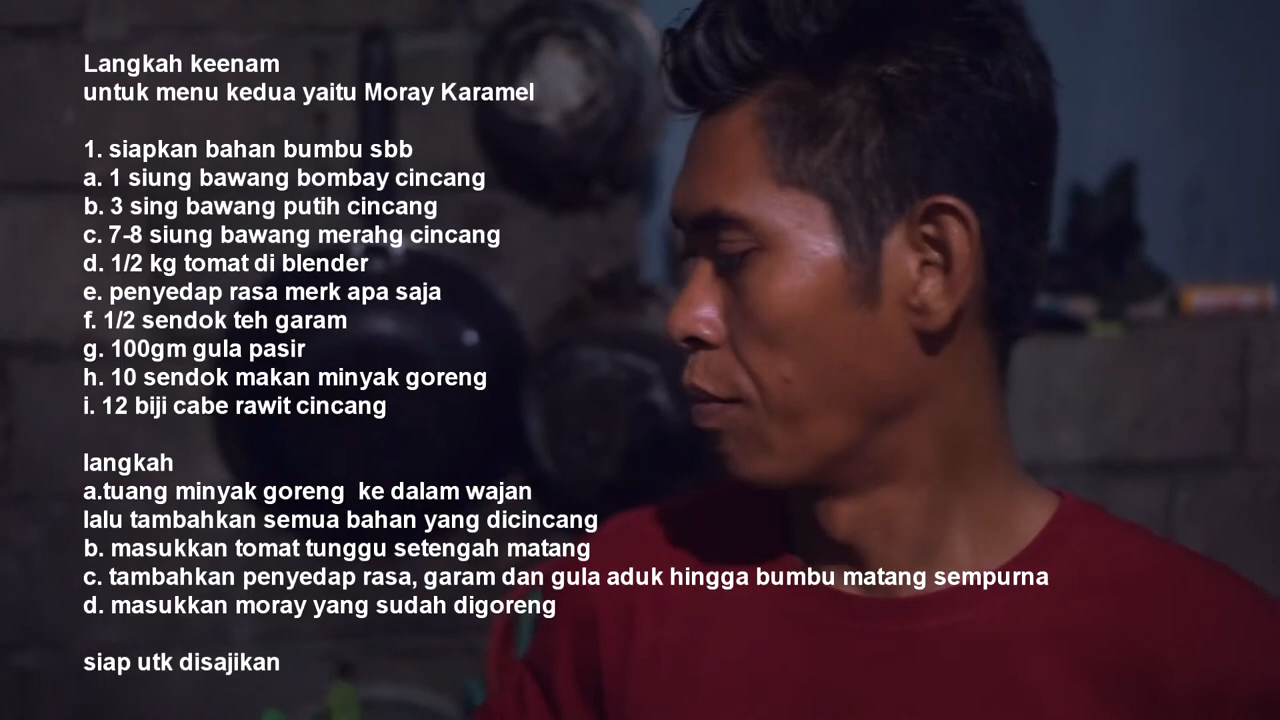 Langkah keenam
untuk menu kedua yaitu Moray Karamel
1. siapkan bahan bumbu sbb
a. 1 siung bawang bombay cincang
b. 3 sing bawang putih cincang
c. 7-8 siung bawang merahg cincang
d. 1/2 kg tomat di blender
e. penyedap rasa merk apa saja
f. 1/2 sendok teh garam
g. 100gm gula pasir
h. 10 sendok makan minyak goreng
i. 12 biji cabe rawit cincang
langkah
a.tuang minyak goreng  ke dalam wajan
lalu tambahkan semua bahan yang dicincang
b. masukkan tomat tunggu setengah matang
c. tambahkan penyedap rasa, garam dan gula aduk hingga bumbu matang sempurna
d. masukkan moray yang sudah digoreng
siap utk disajikan